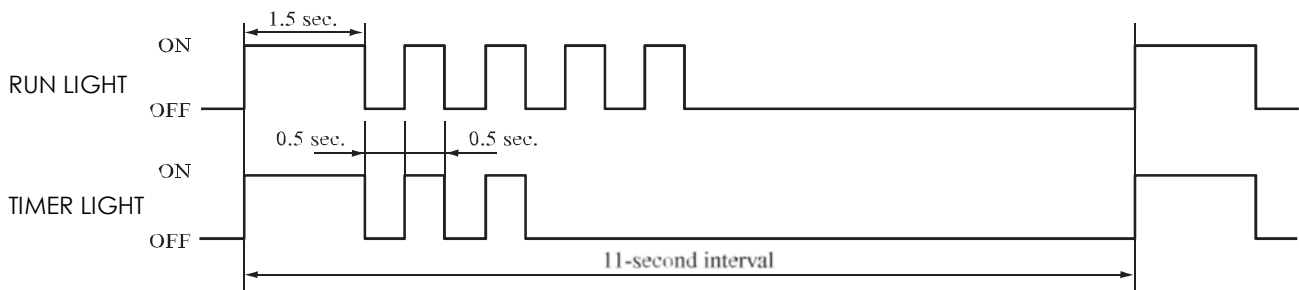 1.5 sec.
ON
RUN LIGHT
OFF
0.5 sec. 0.5 sec.
ON
TIMER LIGHT
OFF
11-second interval